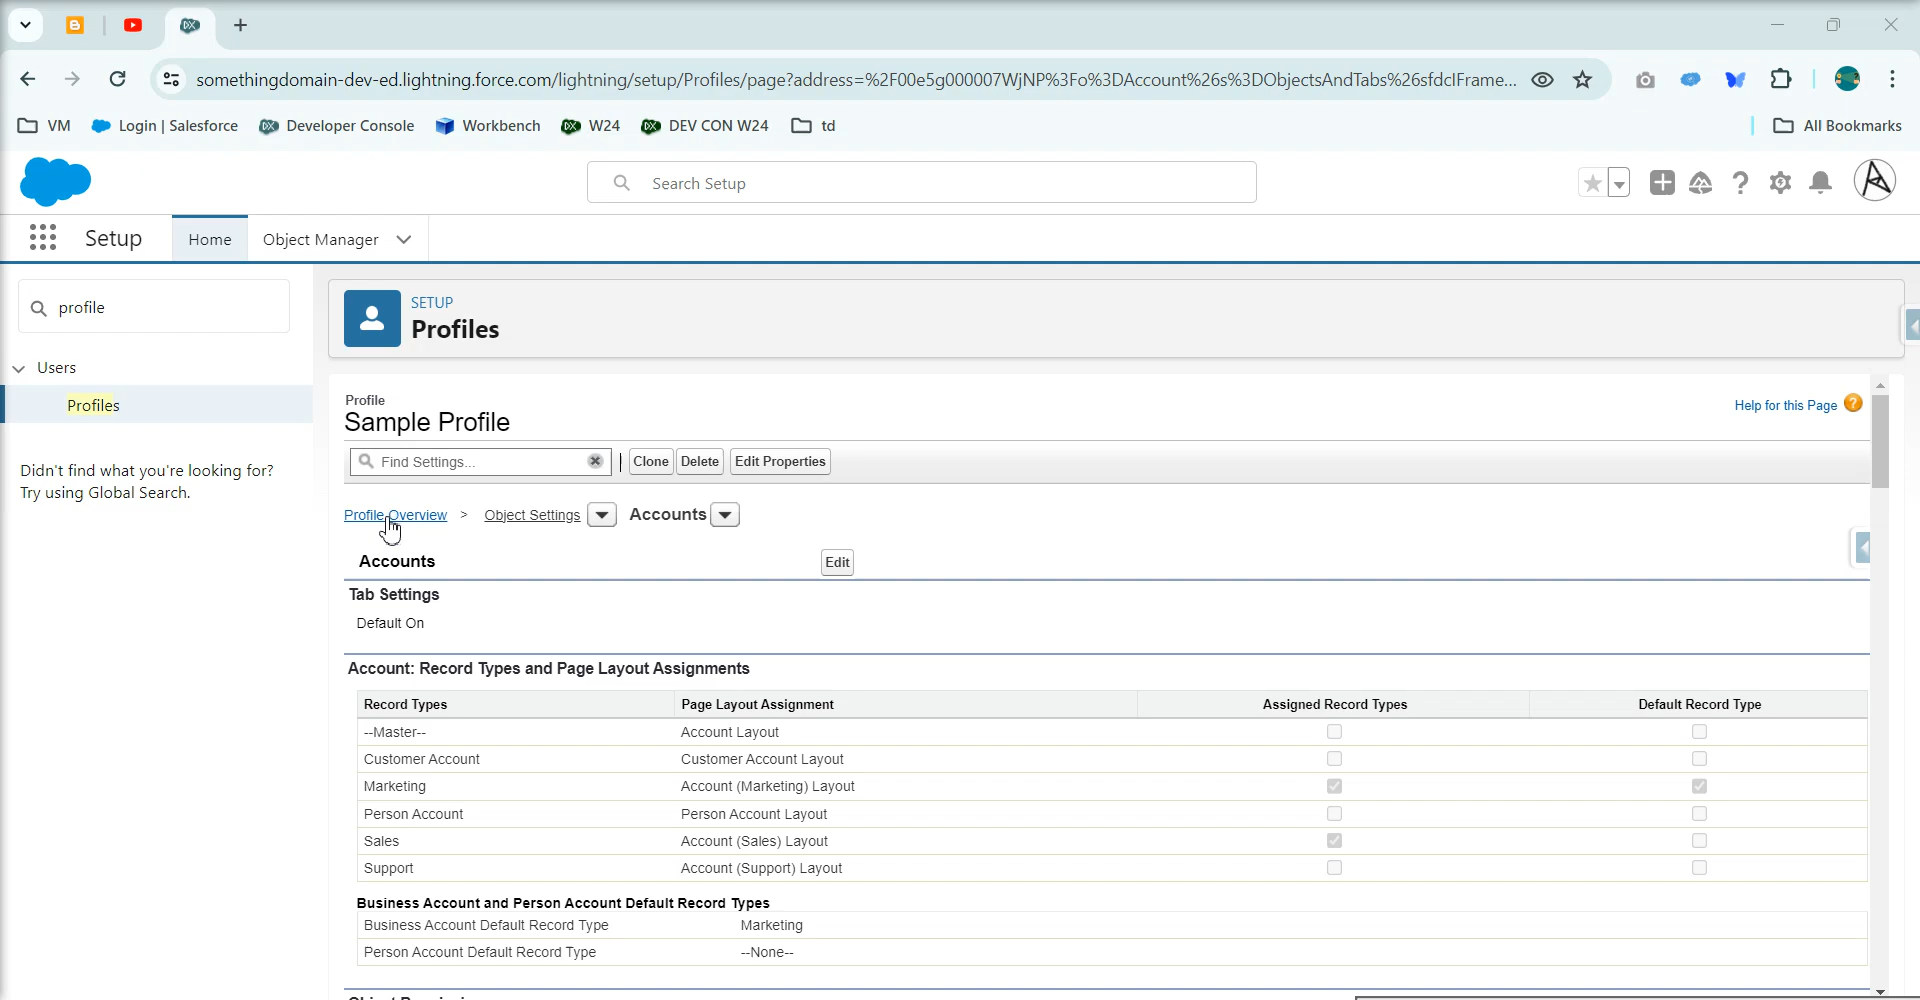 somethingdomain-dev-ed.lightning.force.com/lightning/setup/Profiles/page?address=%2F00e5g000007WjNP%3Fo%3DAccount%26s%3DObjectsAndTabs%26sfdcIFrame...
VM Login | Salesforce Developer Console Workbench W24 DEV CON W24 td All Bookmarks
Search Setup
Setup Home Object Manager
profile
Users
Profiles
Didn't find what you're looking for?
Try using Global Search.
SETUP
Profiles
Profile
Sample Profile
Help for this Page
Find Settings... Clone Delete Edit Properties
Profile Overview > Object Settings Accounts
Accounts Edit
Tab Settings
Default On
Account: Record Types and Page Layout Assignments
Record Types Page Layout Assignment Assigned Record Types Default Record Type
--Master-- Account Layout
Customer Account Customer Account Layout
Marketing Account (Marketing) Layout
Person Account Person Account Layout
Sales Account (Sales) Layout
Support Account (Support) Layout
Business Account and Person Account Default Record Types
Business Account Default Record Type Marketing
Person Account Default Record Type --None--